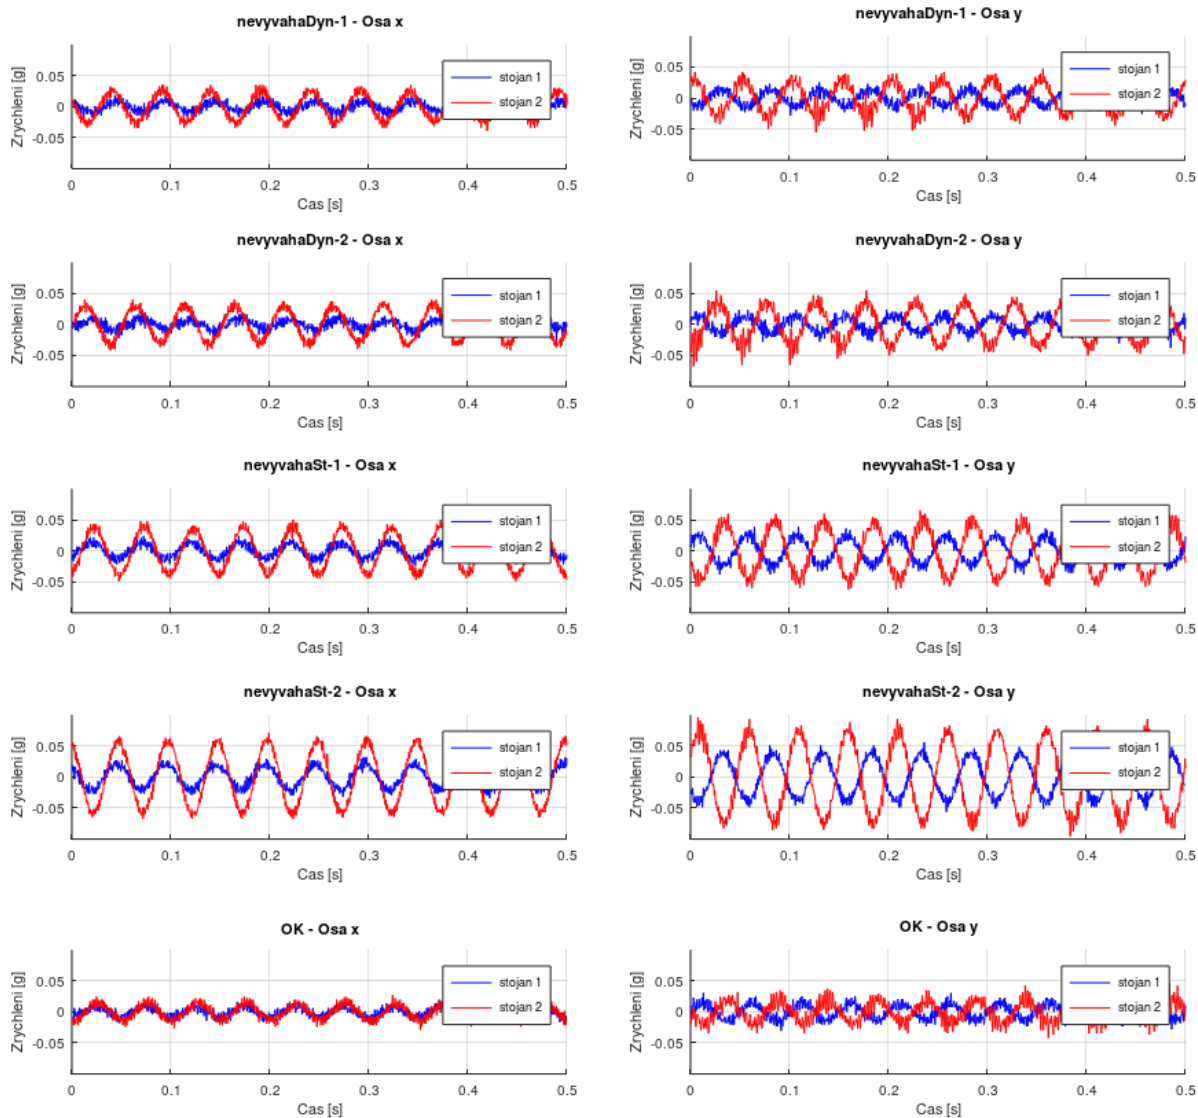 nevyvahaDyn-1 - Osa x
Zrychleni [g]
0.05
0
-0.05
stojan 1
stojan 2
0 0.1 0.2 0.3 0.4 0.5
Cas [s]
nevyvahaDyn-1 - Osa y
Zrychleni [g]
0.05
0
-0.05
stojan 1
stojan 2
0 0.1 0.2 0.3 0.4 0.5
Cas [s]
nevyvahaDyn-2 - Osa x
Zrychleni [g]
0.05
0
-0.05
stojan 1
stojan 2
0 0.1 0.2 0.3 0.4 0.5
Cas [s]
nevyvahaDyn-2 - Osa y
Zrychleni [g]
0.05
0
-0.05
stojan 1
stojan 2
0 0.1 0.2 0.3 0.4 0.5
Cas [s]
nevyvahaSt-1 - Osa x
Zrychleni [g]
0.05
0
-0.05
stojan 1
stojan 2
0 0.1 0.2 0.3 0.4 0.5
Cas [s]
nevyvahaSt-1 - Osa y
Zrychleni [g]
0.05
0
-0.05
stojan 1
stojan 2
0 0.1 0.2 0.3 0.4 0.5
Cas [s]
nevyvahaSt-2 - Osa x
Zrychleni [g]
0.05
0
-0.05
stojan 1
stojan 2
0 0.1 0.2 0.3 0.4 0.5
Cas [s]
nevyvahaSt-2 - Osa y
Zrychleni [g]
0.05
0
-0.05
stojan 1
stojan 2
0 0.1 0.2 0.3 0.4 0.5
Cas [s]
OK - Osa x
Zrychleni [g]
0.05
0
-0.05
stojan 1
stojan 2
0 0.1 0.2 0.3 0.4 0.5
Cas [s]
OK - Osa y
Zrychleni [g]
0.05
0
-0.05
stojan 1
stojan 2
0 0.1 0.2 0.3 0.4 0.5
Cas [s]